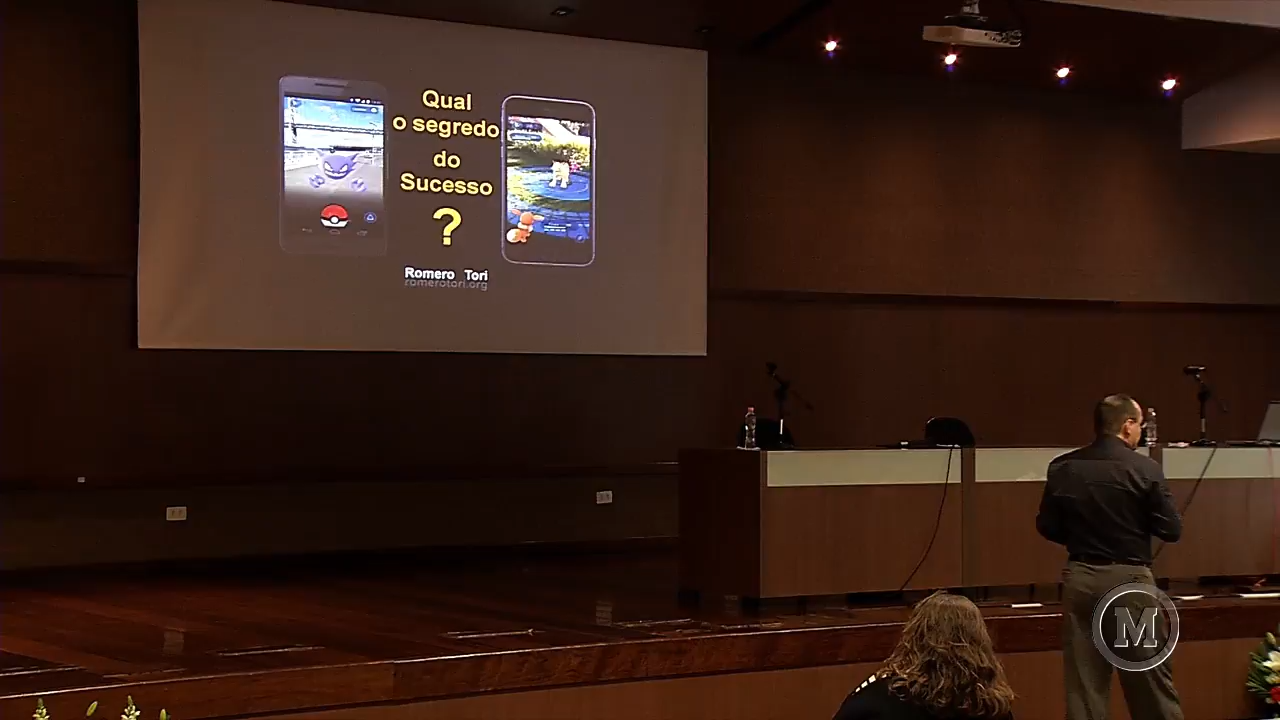 Qual
o segredo
do
Sucesso
?
Romero Tori
romerotori.org
M